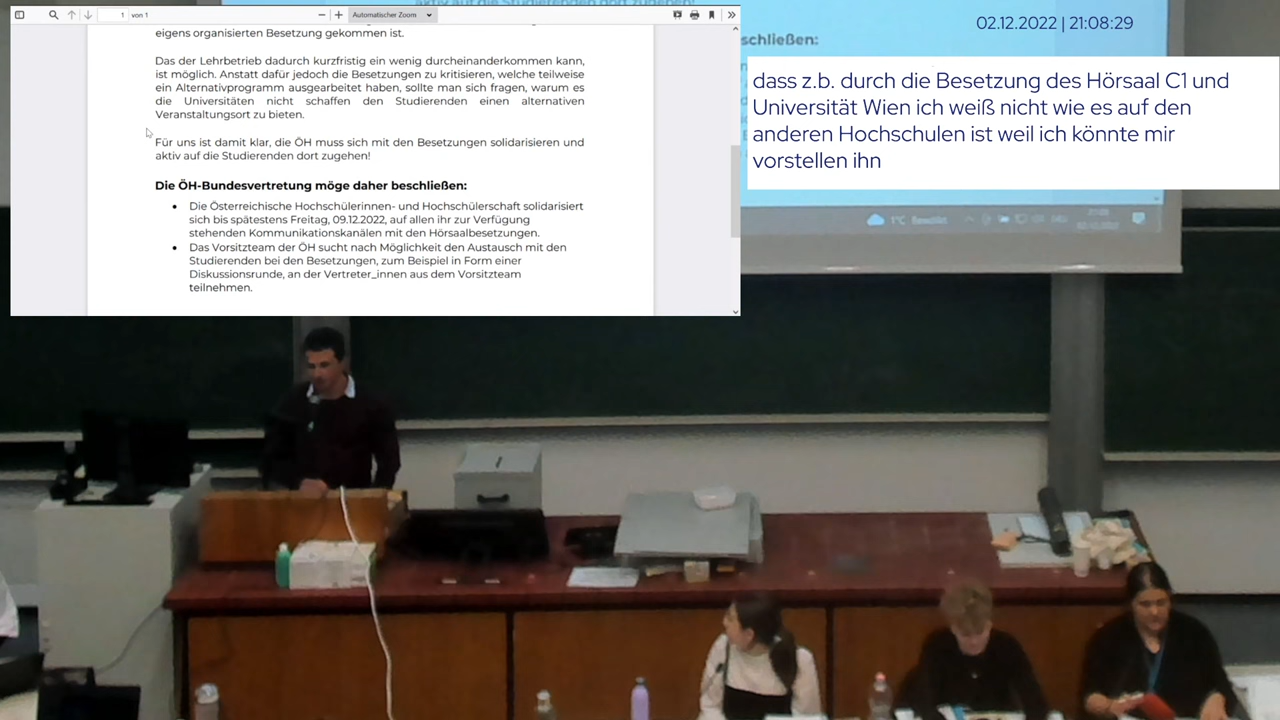 1 von 1
Automatischer Zoom
eigens organisierten Besetzung gekommen ist.
Das der Lehrbetrieb dadurch kurzfristig ein wenig durcheinanderkommen kann,
ist möglich. Anstatt dafür jedoch die Besetzungen zu kritisieren, welche teilweise
ein Alternativprogramm ausgearbeitet haben, sollte man sich fragen, warum es
die Universitäten nicht schaffen den Studierenden einen alternativen
Veranstaltungsort zu bieten.
Für uns ist damit klar, die ÖH muss sich mit den Besetzungen solidarisieren und
aktiv auf die Studierenden dort zugehen!
Die ÖH-Bundesvertretung möge daher beschließen:
• Die Österreichische Hochschülerinnen- und Hochschülerschaft solidarisiert
sich bis spätestens Freitag, 09.12.2022, auf allen ihr zur Verfügung
stehenden Kommunikationskanälen mit den Hörsaalbesetzungen.
• Das Vorsitzteam der ÖH sucht nach Möglichkeit den Austausch mit den
Studierenden bei den Besetzungen, zum Beispiel in Form einer
Diskussionsrunde, an der Vertreter_innen aus dem Vorsitzteam
teilnehmen.
aktiv auf die Studierenden dort zugehen!
02.12.2022 | 21:08:29
schließen:
dass z.b. durch die Besetzung des Hörsaal C1 und
Universität Wien ich weiß nicht wie es auf den
anderen Hochschulen ist weil ich könnte mir
vorstellen ihn
1°C Bewölkt